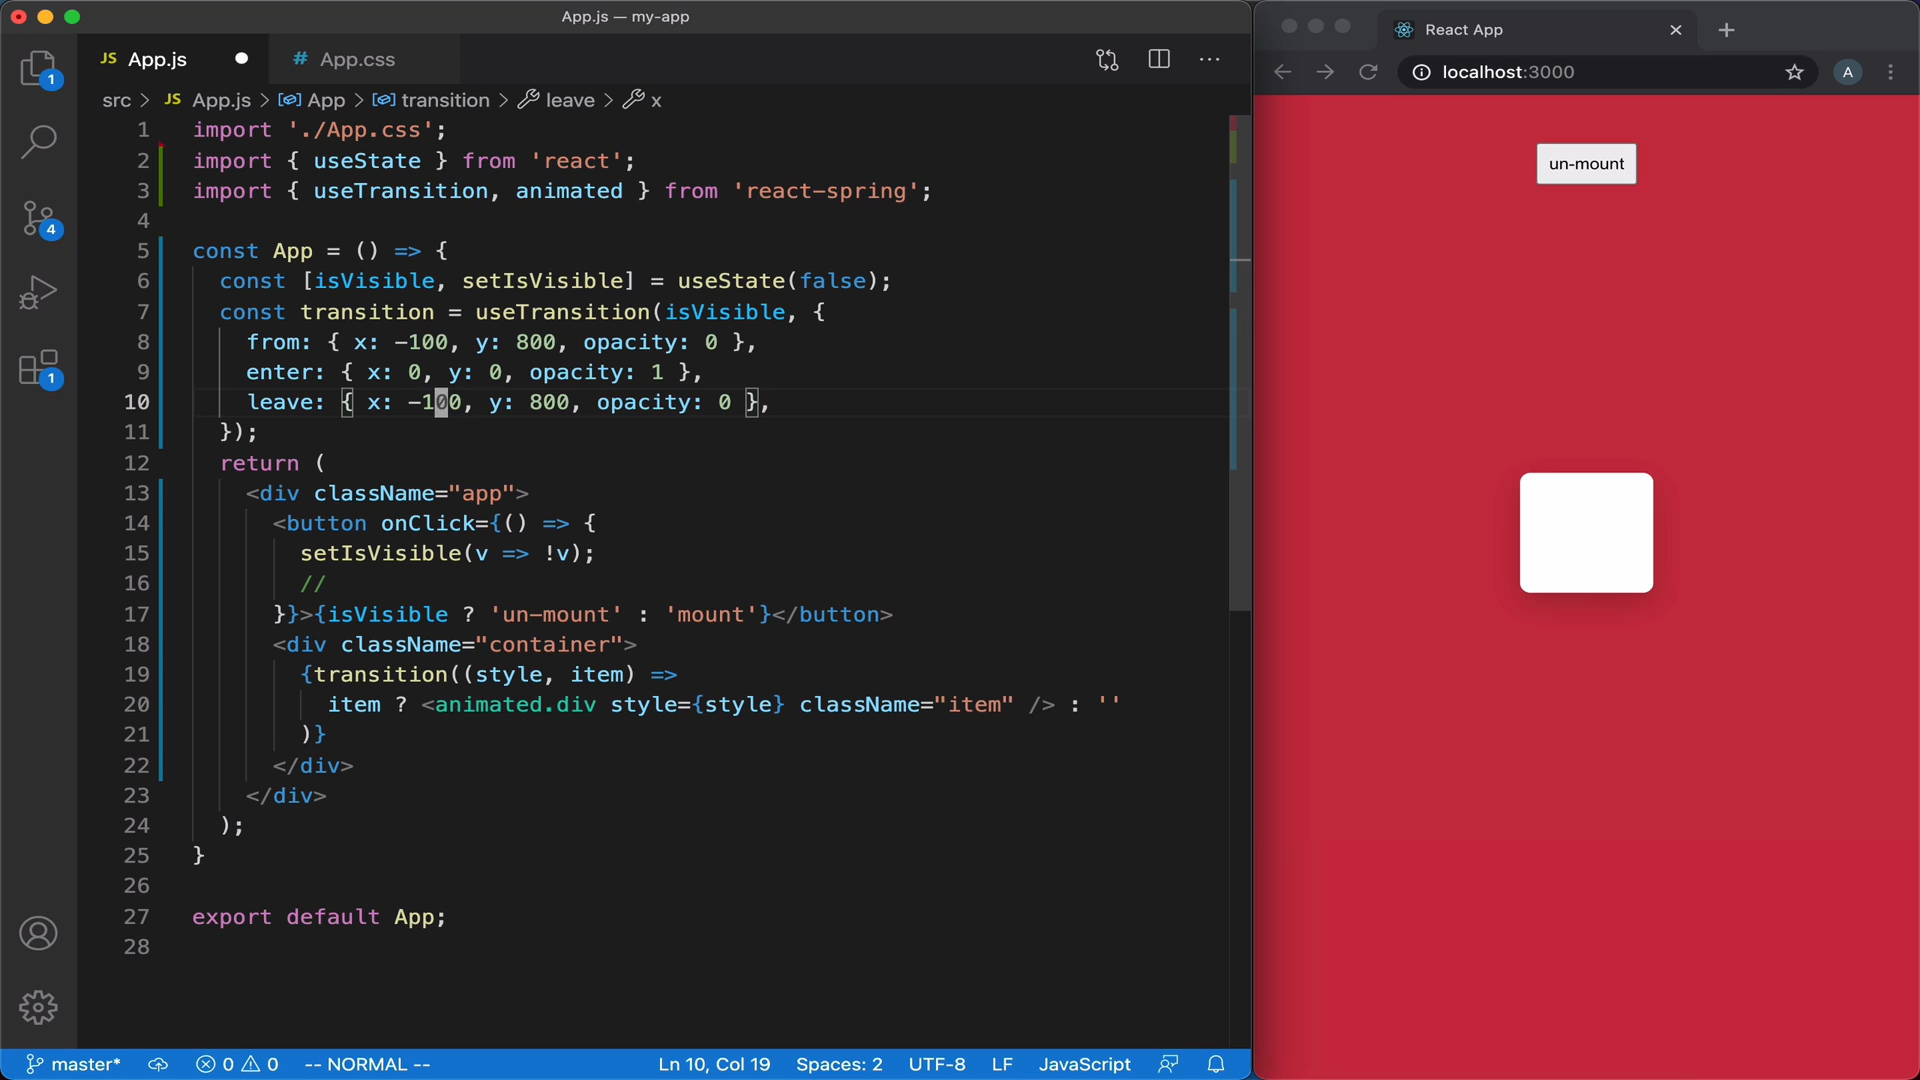 App.js — my-app
JS App.js
# App.css
src > JS App.js > App > transition > leave > x
1 import './App.css';
2 import { useState } from 'react';
3 import { useTransition, animated } from 'react-spring';
4
5 const App = () => {
6 const [isVisible, setIsVisible] = useState(false);
7 const transition = useTransition(isVisible, {
8 from: { x: -100, y: 800, opacity: 0 },
9 enter: { x: 0, y: 0, opacity: 1 },
10 leave: { x: -100, y: 800, opacity: 0 },
11 });
12 return (
13 <div className="app">
14 <button onClick={() => {
15 setIsVisible(v => !v);
16 //
17 }}>{isVisible ? 'un-mount' : 'mount'}</button>
18 <div className="container">
19 {transition((style, item) =>
20 item ? <animated.div style={style} className="item" /> : ''
21 )}
22 </div>
23 </div>
24 );
25 }
26
27 export default App;
28
1
4
1
master* 0 0 -- NORMAL -- Ln 10, Col 19 Spaces: 2 UTF-8 LF JavaScript
React App
localhost:3000
A
un-mount